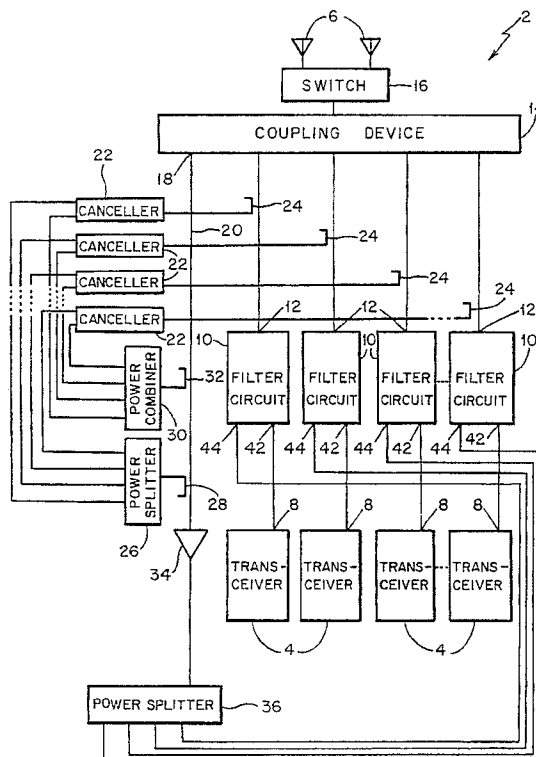 2
6
SWITCH
16
14
COUPLING DEVICE
18
22
CANCELLER
24
20
CANCELLER
24
22
CANCELLER
24
CANCELLER
24
22
10
12
12
12
10
10
10
FILTER CIRCUIT
FILTER CIRCUIT
FILTER CIRCUIT
FILTER CIRCUIT
POWER COMBINER
32
30
44
42
44
42
44
42
44
42
POWER SPLITTER
28
26
34
8
8
8
8
TRANS-
CEIVER
TRANS-
CEIVER
TRANS-
CEIVER
TRANS-
CEIVER
4
4
POWER SPLITTER
36